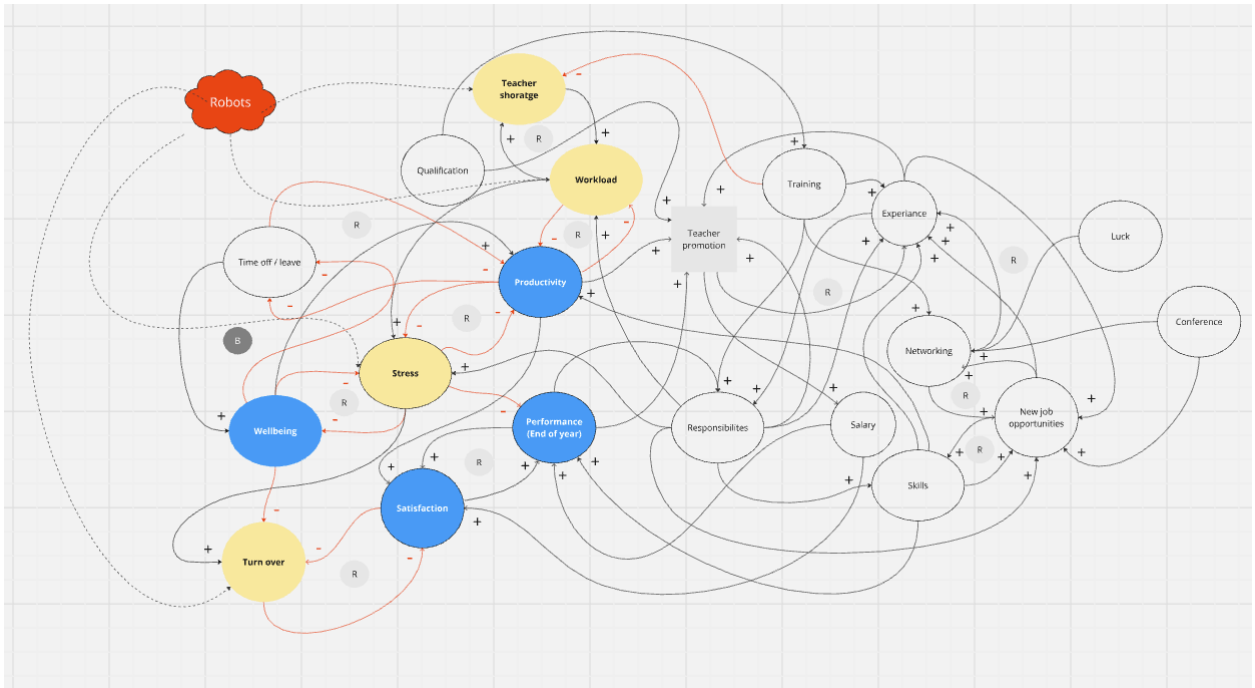 Robots
Teacher
shoratge
+
R
+
-
Qualification
Workload
+
Training
+
+
+
Experiance
Luck
R
-
R
-
+
Teacher
promotion
+
+
+
+
+
+
R
Time off / leave
-
-
+
-
Productivity
+
R
Conference
B
+
-
R
-
+
Networking
+
+
Stress
+
-
R
-
-
+
+
+
R
+
+
New job
opportunities
+
Wellbeing
Performance
(End of year)
Responsibilites
Salary
+
+
+
R
+
+
+
+
Skills
+
+
R
+
+
+
-
Satisfaction
+
+
-
-
Turn over
R